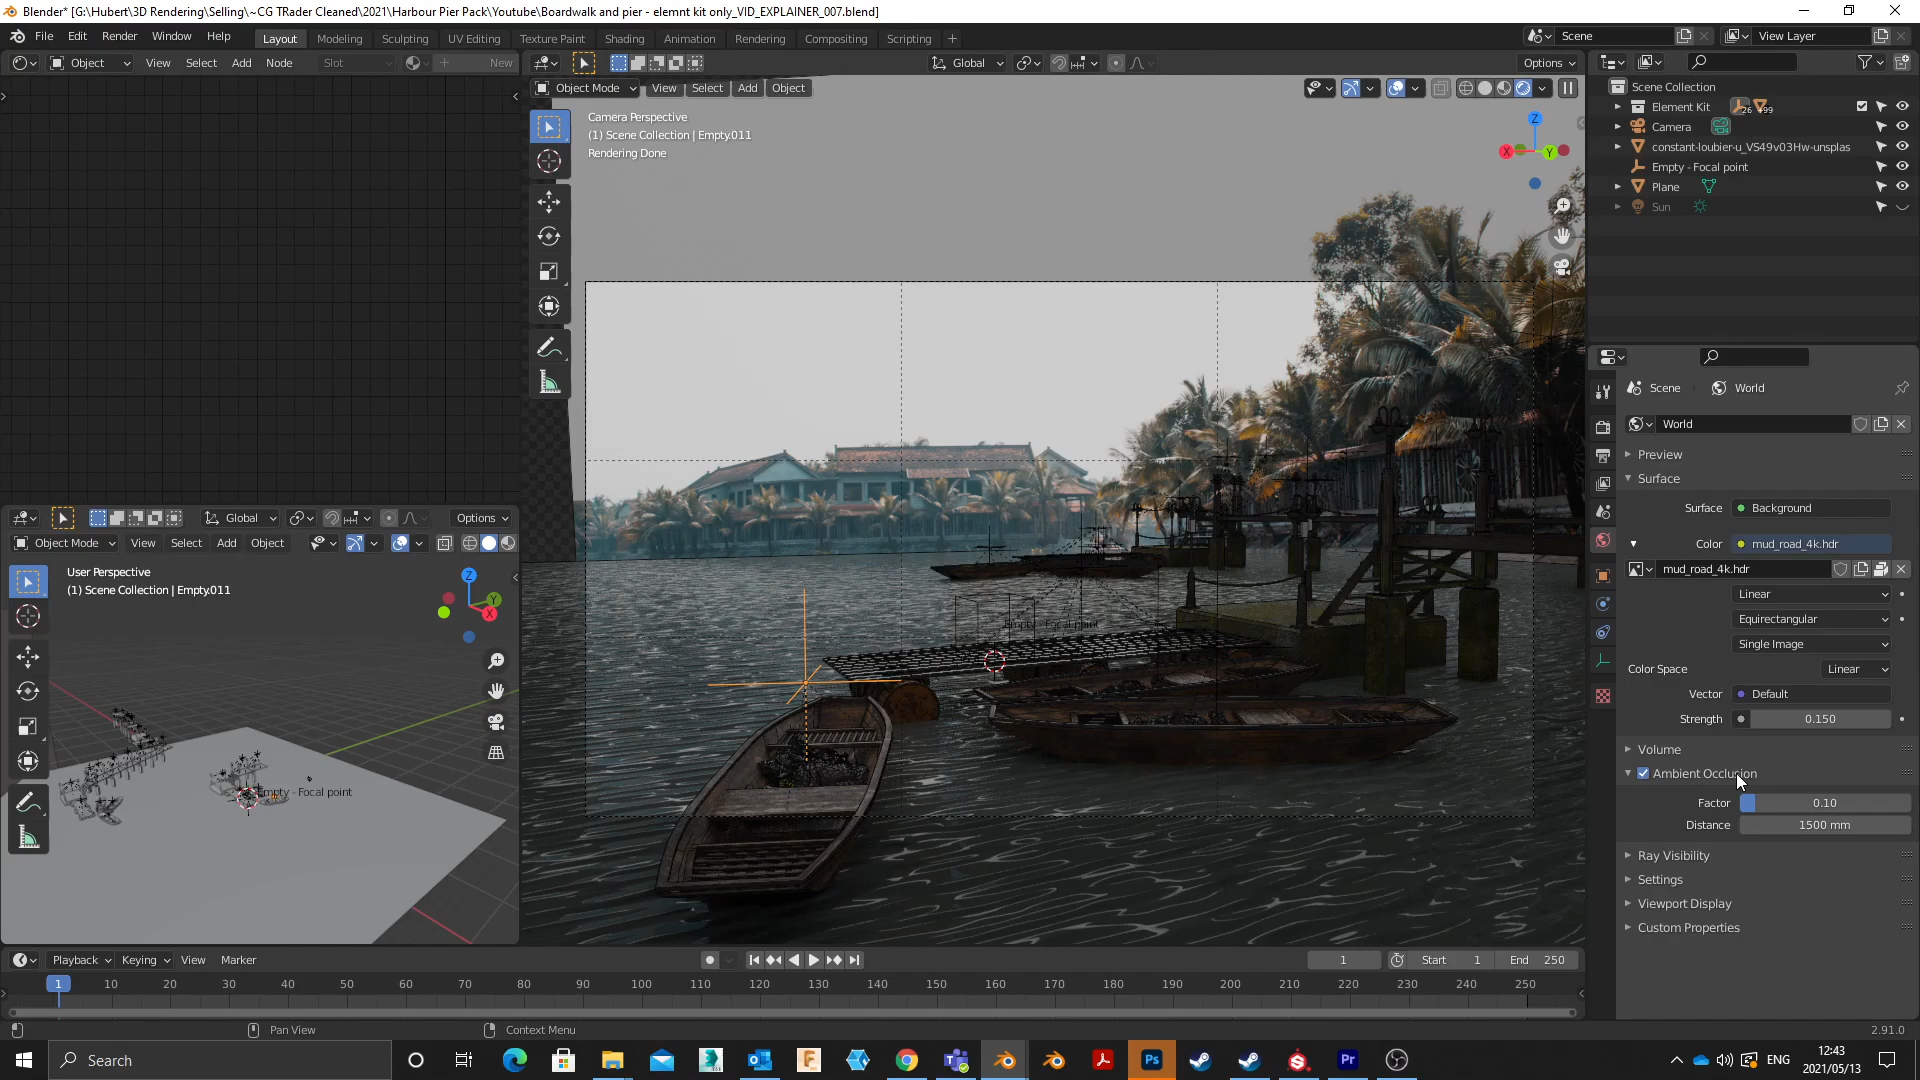 Blender* [G:\Hubert\3D Rendering\Selling\~CG TRader Cleaned\2021\Harbour Pier Pack\Youtube\Boardwalk and pier - elemnt kit only_VID_EXPLAINER_007.blend]
File Edit Render Window Help Layout Modeling Sculpting UV Editing Texture Paint Shading Animation Rendering Compositing Scripting + Scene View Layer
Object View Select Add Node Slot New Global Options
Object Mode View Select Add Object
Camera Perspective
(1) Scene Collection | Empty.011
Rendering Done
Z
X Y
Empty - Focal point
Scene Collection
Element Kit 26 +99
Camera
constant-loubier-u_VS49v03Hw-unsplas
Empty - Focal point
Plane
Sun
Scene World
World
Preview
Surface
Surface Background
Color mud_road_4k.hdr
mud_road_4k.hdr
Linear
Equirectangular
Single Image
Color Space Linear
Vector Default
Strength 0.150
Volume
Ambient Occlusion
Factor 0.10
Distance 1500 mm
Ray Visibility
Settings
Viewport Display
Custom Properties
Global Options
Object Mode View Select Add Object
User Perspective
(1) Scene Collection | Empty.011
Z
Y
X
Empty - Focal point
Playback Keying View Marker 1 Start 1 End 250
1 10 20 30 40 50 60 70 80 90 100 110 120 130 140 150 160 170 180 190 200 210 220 230 240 250
Pan View Context Menu 2.91.0
Search Ps Pr ENG 12:43
2021/05/13